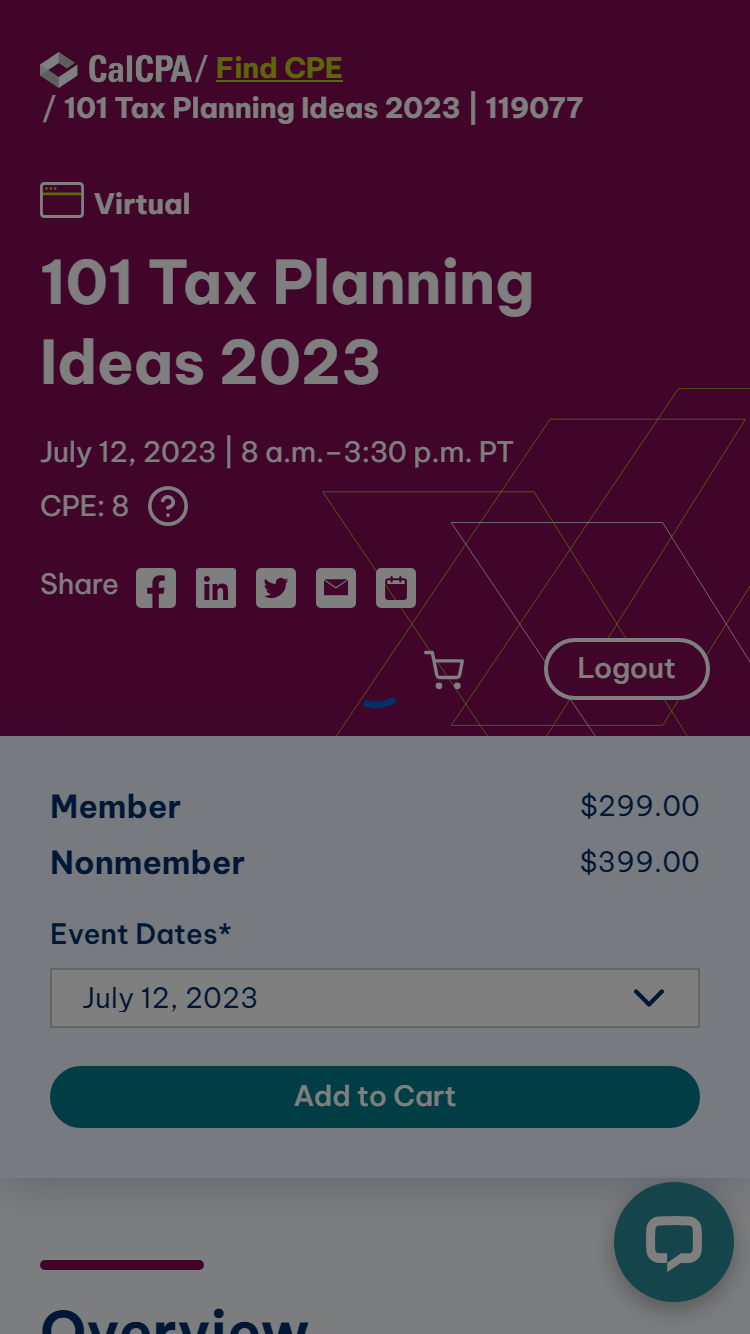 CalCPA / Find CPE
/ 101 Tax Planning Ideas 2023 | 119077
Virtual
101 Tax Planning
Ideas 2023
July 12, 2023 | 8 a.m.–3:30 p.m. PT
CPE: 8 ?
Share
Logout
Member $299.00
Nonmember $399.00
Event Dates*
July 12, 2023
Add to Cart
Overview